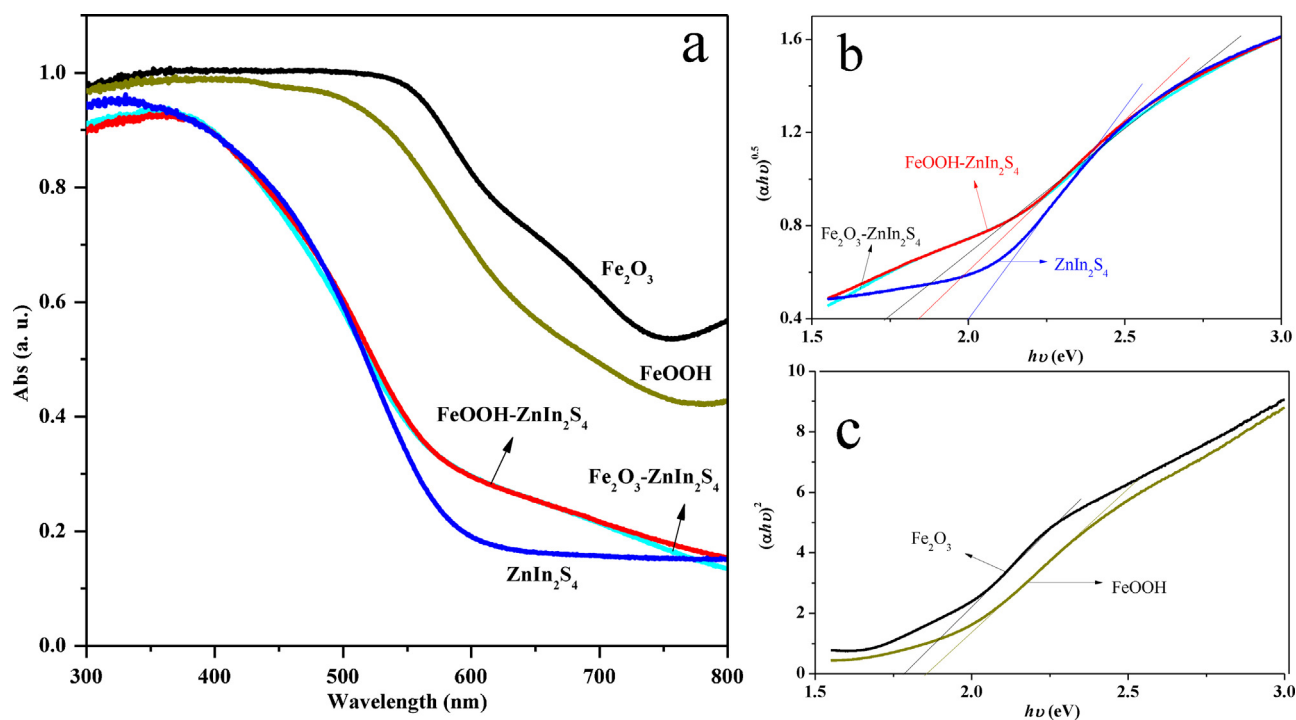 a
1.0
0.8
0.6
0.4
0.2
0.0
Abs (a. u.)
Fe₂O₃
FeOOH
FeOOH-ZnIn₂S₄
Fe₂O₃-ZnIn₂S₄
ZnIn₂S₄
300 400 500 600 700 800
Wavelength (nm)
b
1.6
1.2
0.8
0.4
(αhυ)⁰·⁵
FeOOH-ZnIn₂S₄
Fe₂O₃-ZnIn₂S₄
ZnIn₂S₄
1.5 2.0 2.5 3.0
hυ (eV)
c
10
8
6
4
2
0
(αhυ)²
Fe₂O₃
FeOOH
1.5 2.0 2.5 3.0
hυ (eV)